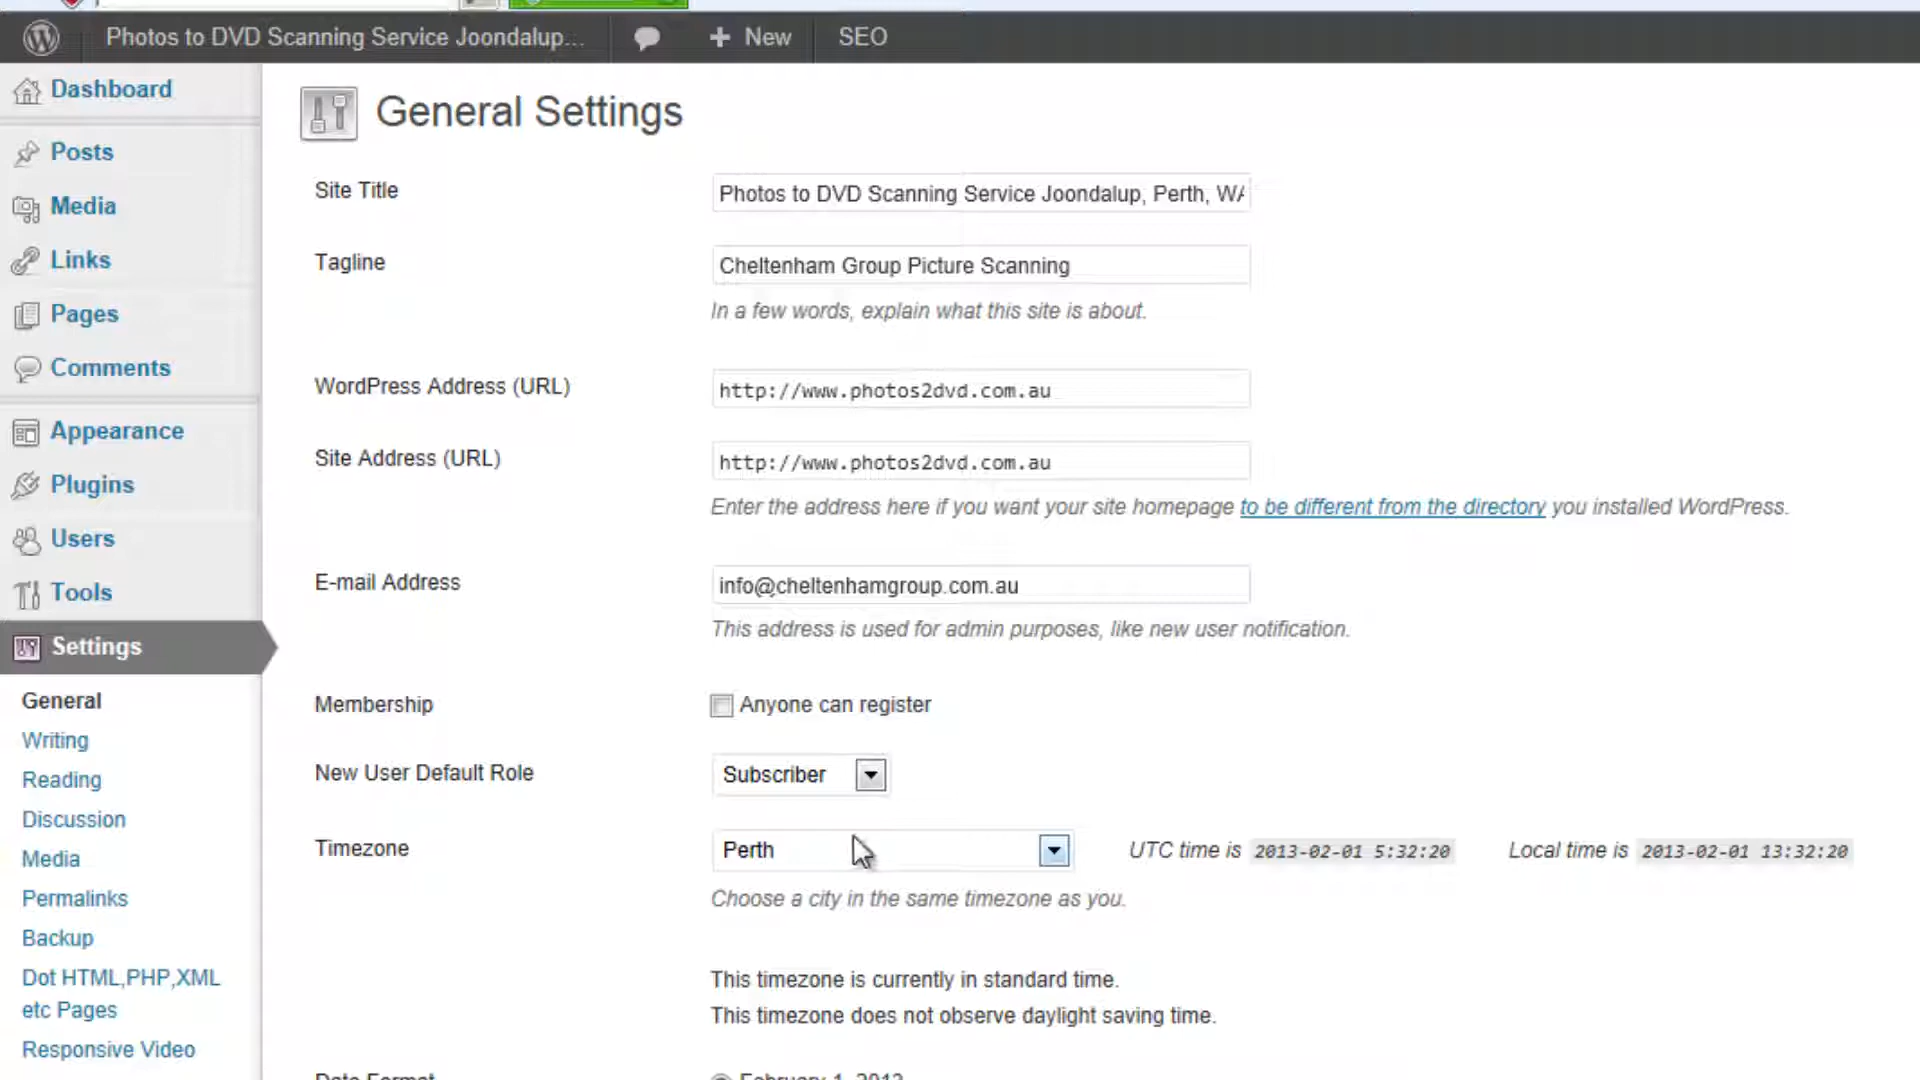 Photos to DVD Scanning Service Joondalup... New SEO
Dashboard
Posts
Media
Links
Pages
Comments
Appearance
Plugins
Users
Tools
Settings
General
Writing
Reading
Discussion
Media
Permalinks
Backup
Dot HTML,PHP,XML
etc Pages
Responsive Video
General Settings
Site Title Photos to DVD Scanning Service Joondalup, Perth, WA
Tagline Cheltenham Group Picture Scanning
In a few words, explain what this site is about.
WordPress Address (URL) http://www.photos2dvd.com.au
Site Address (URL) http://www.photos2dvd.com.au
Enter the address here if you want your site homepage to be different from the directory you installed WordPress.
E-mail Address info@cheltenhamgroup.com.au
This address is used for admin purposes, like new user notification.
Membership Anyone can register
New User Default Role Subscriber
Timezone Perth UTC time is 2013-02-01 5:32:20 Local time is 2013-02-01 13:32:20
Choose a city in the same timezone as you.
This timezone is currently in standard time.
This timezone does not observe daylight saving time.
Date Format February 1, 2013